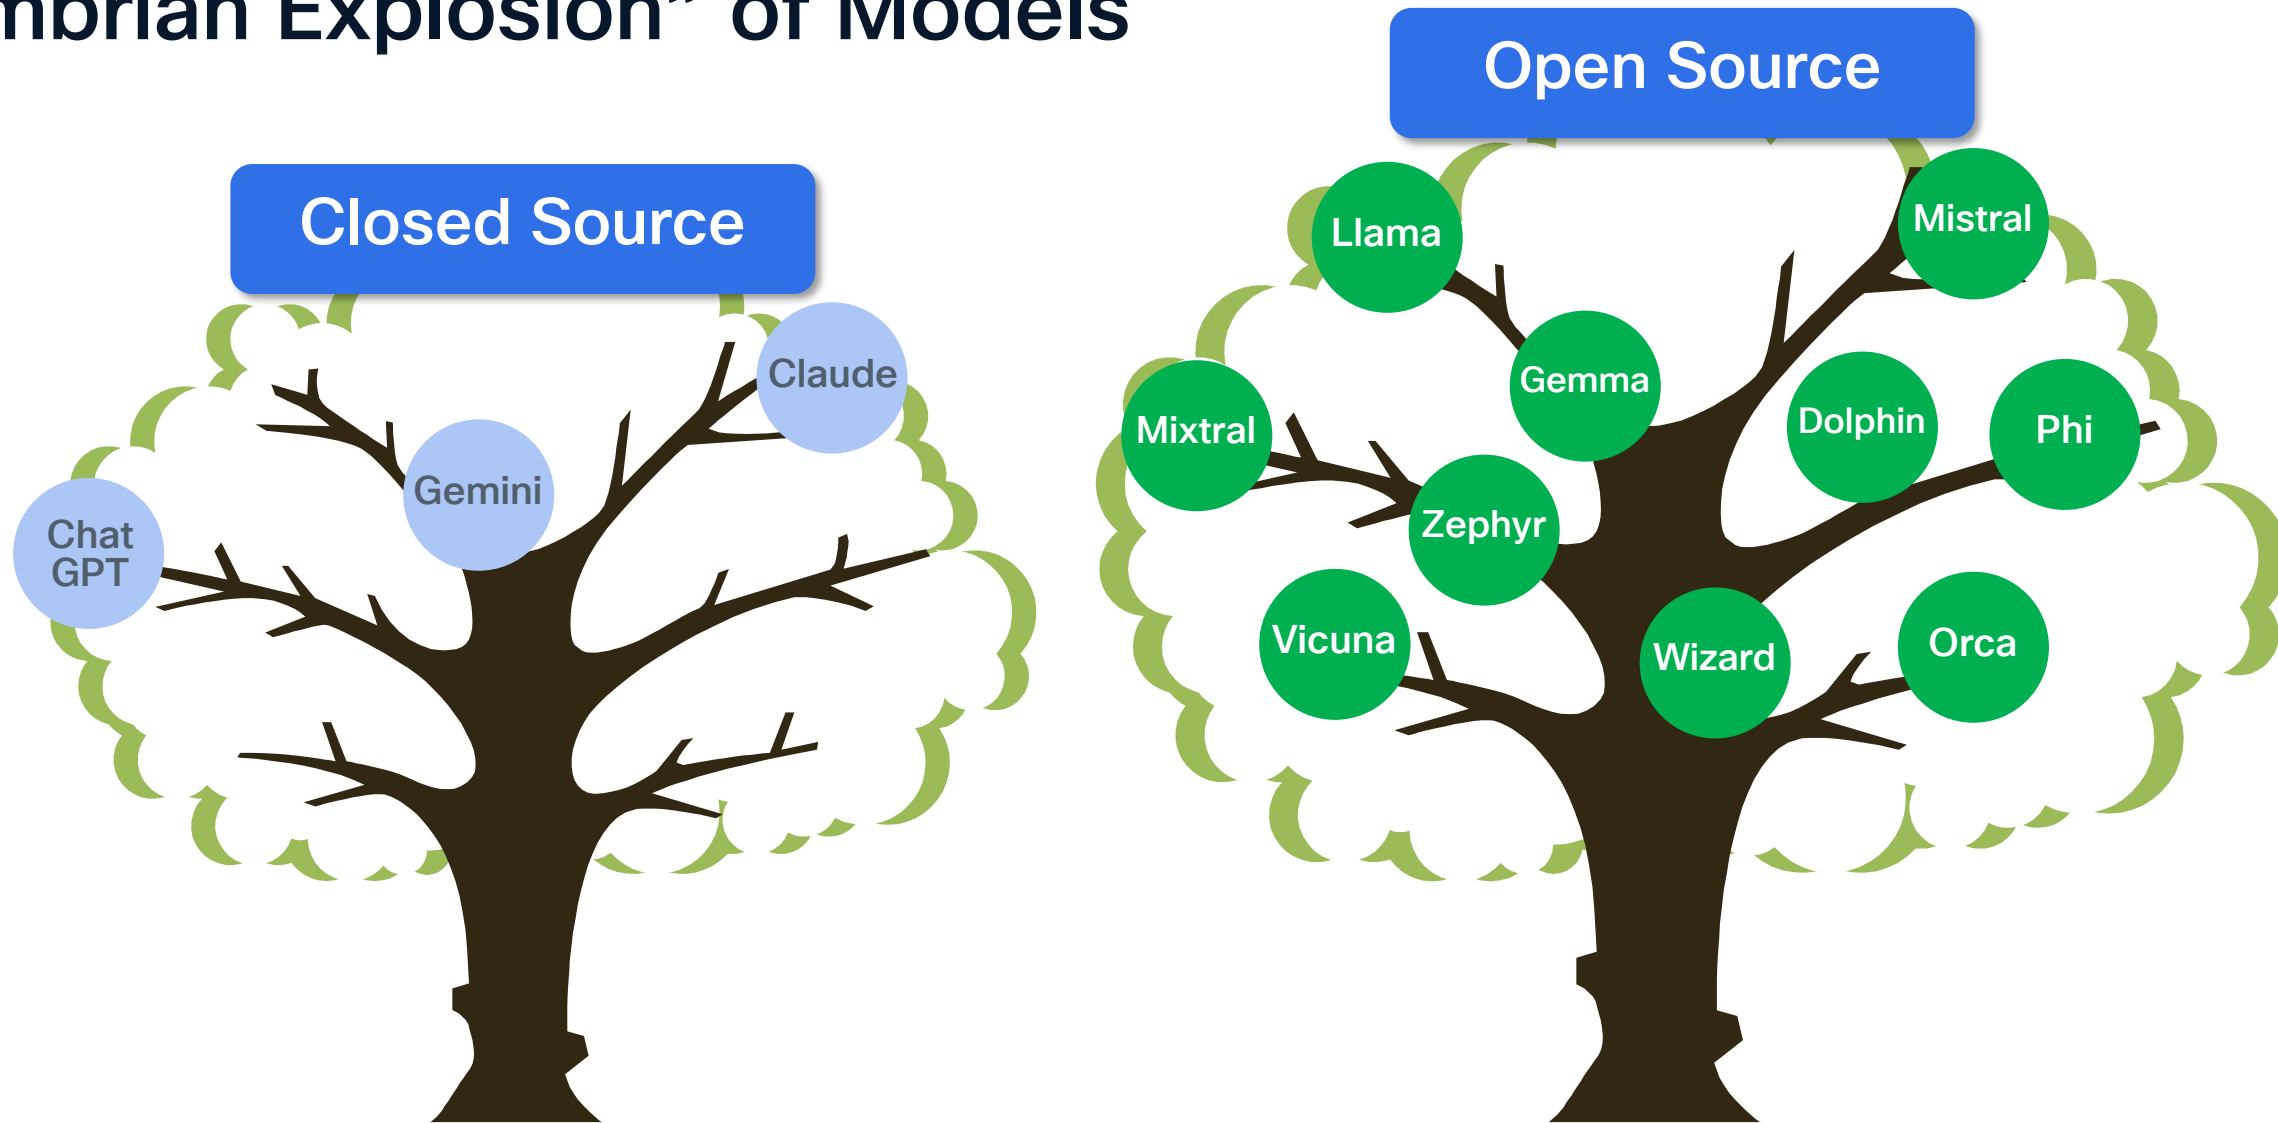 mbrian Explosion” of Models
Closed Source
Claude
Gemini
Chat
GPT
Open Source
Llama
Mistral
Gemma
Mixtral
Dolphin
Phi
Zephyr
Vicuna
Wizard
Orca